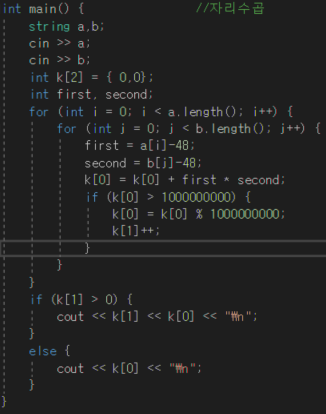 int main() { //자리수곱
string a,b;
cin >> a;
cin >> b;
int k[2] = { 0,0};
int first, second;
for (int i = 0; i < a.length(); i++) {
for (int j = 0; j < b.length(); j++) {
first = a[i]-48;
second = b[j]-48;
k[0] = k[0] + first * second;
if (k[0] > 1000000000) {
k[0] = k[0] % 1000000000;
k[1]++;
}
}
}
if (k[1] > 0) {
cout << k[1] << k[0] << "₩n";
}
else {
cout << k[0] << "₩n";
}
}